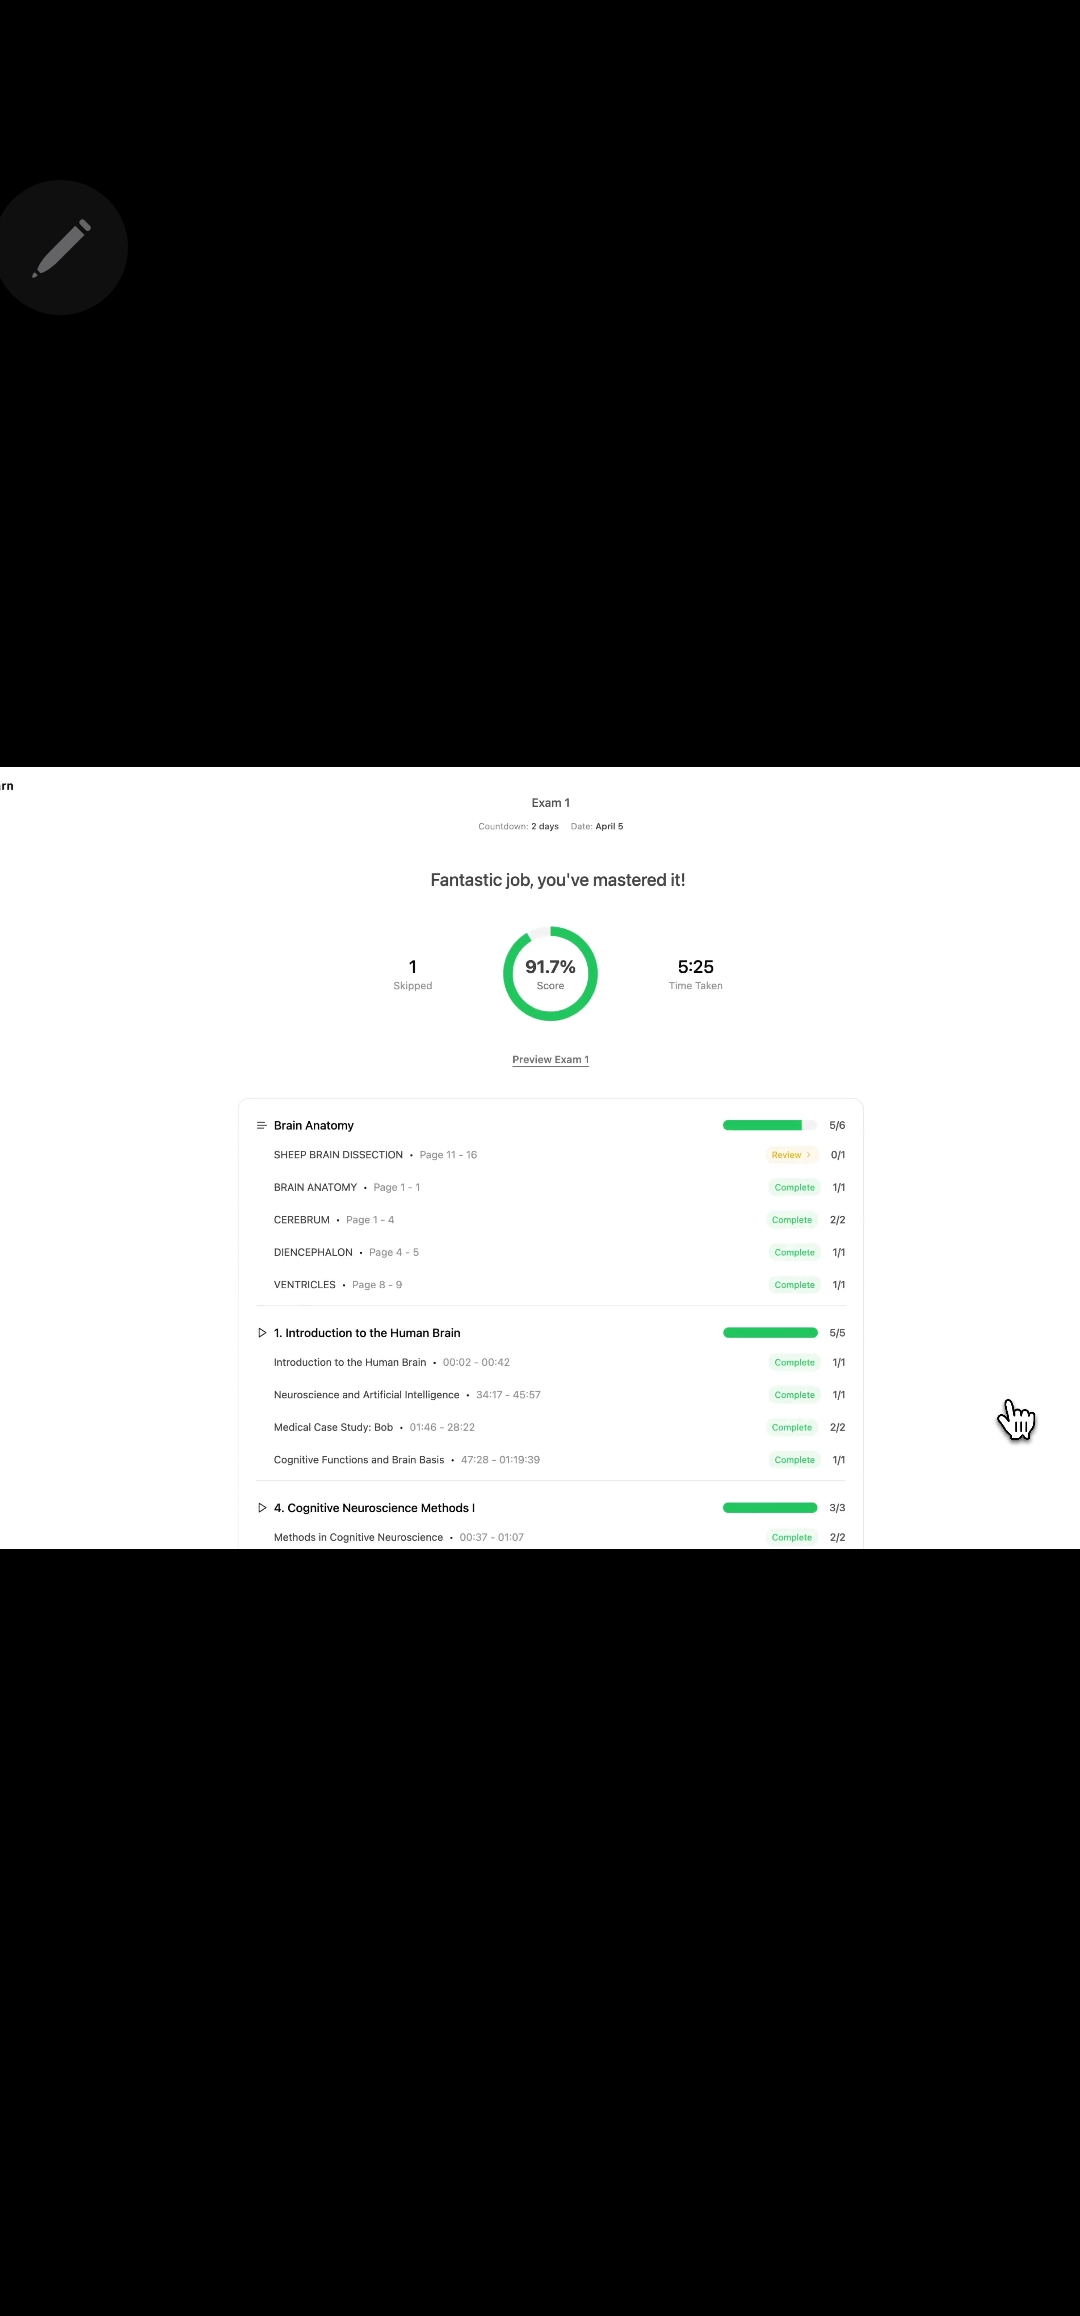 rn
Exam 1
Countdown: 2 days Date: April 5
Fantastic job, you've mastered it!
1
Skipped
91.7%
Score
5:25
Time Taken
Preview Exam 1
Brain Anatomy 5/6
SHEEP BRAIN DISSECTION • Page 11 - 16 Review > 0/1
BRAIN ANATOMY • Page 1 - 1 Complete 1/1
CEREBRUM • Page 1 - 4 Complete 2/2
DIENCEPHALON • Page 4 - 5 Complete 1/1
VENTRICLES • Page 8 - 9 Complete 1/1
1. Introduction to the Human Brain 5/5
Introduction to the Human Brain • 00:02 - 00:42 Complete 1/1
Neuroscience and Artificial Intelligence • 34:17 - 45:57 Complete 1/1
Medical Case Study: Bob • 01:46 - 28:22 Complete 2/2
Cognitive Functions and Brain Basis • 47:28 - 01:19:39 Complete 1/1
4. Cognitive Neuroscience Methods I 3/3
Methods in Cognitive Neuroscience • 00:37 - 01:07 Complete 2/2